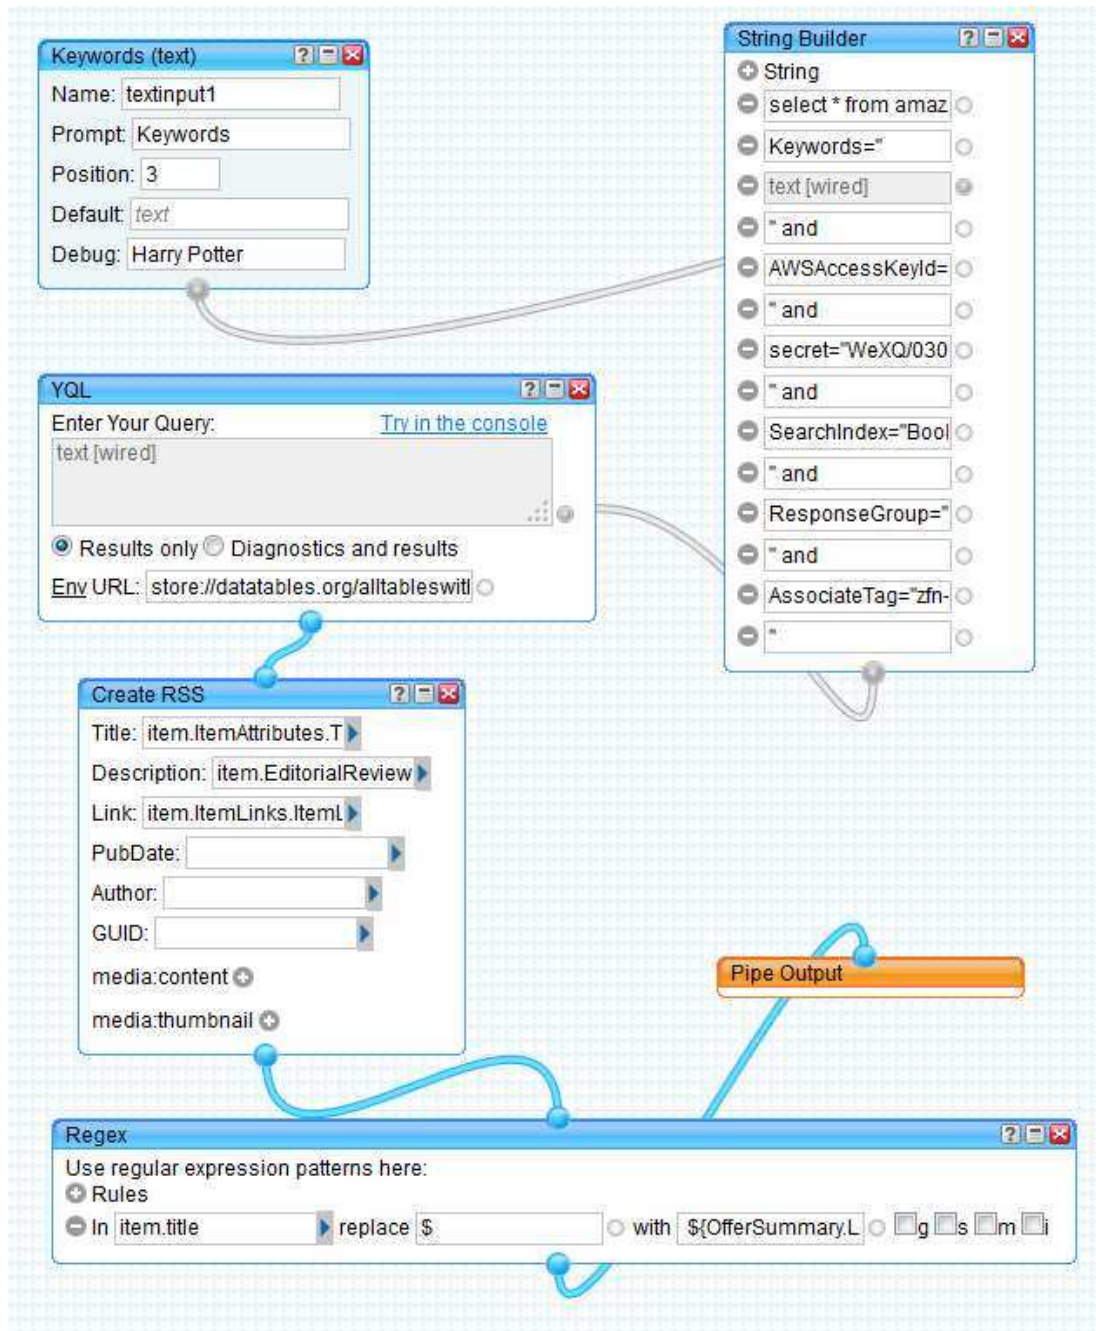 Keywords (text)
Name: textinput1
Prompt: Keywords
Position: 3
Default: text
Debug: Harry Potter
String Builder
String
select * from amaz
Keywords="
text [wired]
" and
AWSAccessKeyId=
" and
secret="WeXQ/030
" and
SearchIndex="Bool
" and
ResponseGroup="
" and
AssociateTag="zfn-
"
YQL
Enter Your Query: Try in the console
text [wired]
Results only Diagnostics and results
Env URL: store://datatables.org/alltableswitl
Create RSS
Title: item.ItemAttributes.T
Description: item.EditorialReview
Link: item.ItemLinks.ItemL
PubDate:
Author:
GUID:
media:content
media:thumbnail
Pipe Output
Regex
Use regular expression patterns here:
Rules
In item.title replace $ with ${OfferSummary.L g s m i